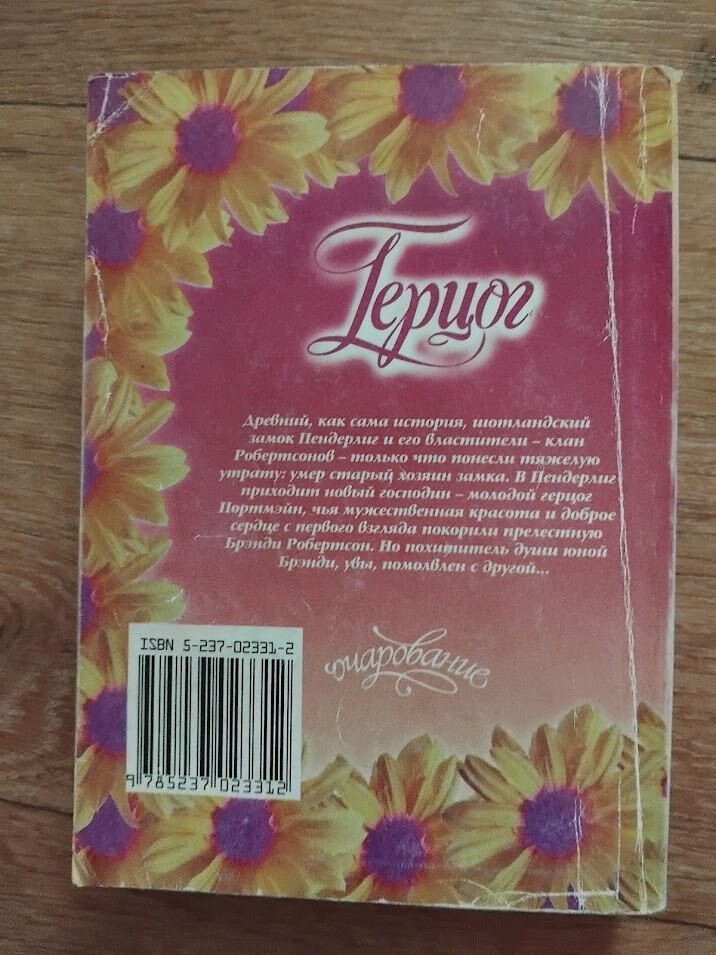 Герцог
Древний, как сама история, шотландский
замок Пендерлиг и его властители – клан
Робертсонов – только что понесли тяжелую
утрату: умер старый хозяин замка. В Пендерлиг
приходит новый господин – молодой герцог
Портмэйн, чья мужественная красота и доброе
сердце с первого взгляда покорили прелестную
Брэнди Робертсон. Но похититель души юной
Брэнди, увы, помолвлен с другой...
очарование
ISBN 5-237-02331-2
9 785237 023312